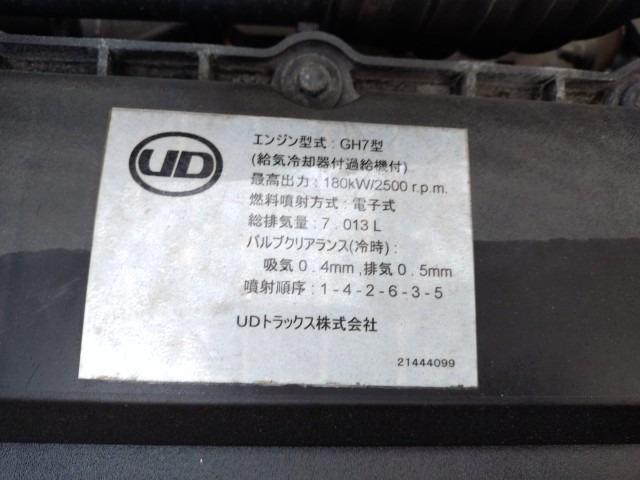 UD
エンジン型式 : GH7型
(給気冷却器付過給機付)
最高出力 : 180kW/2500 r.p.m.
燃料噴射方式 : 電子式
総排気量 : 7 . 013 L
バルブクリアランス(冷時) :
吸気 0 . 4mm , 排気 0 . 5mm
噴射順序 : 1 - 4 - 2 - 6 - 3 - 5
UDトラックス株式会社
21444099